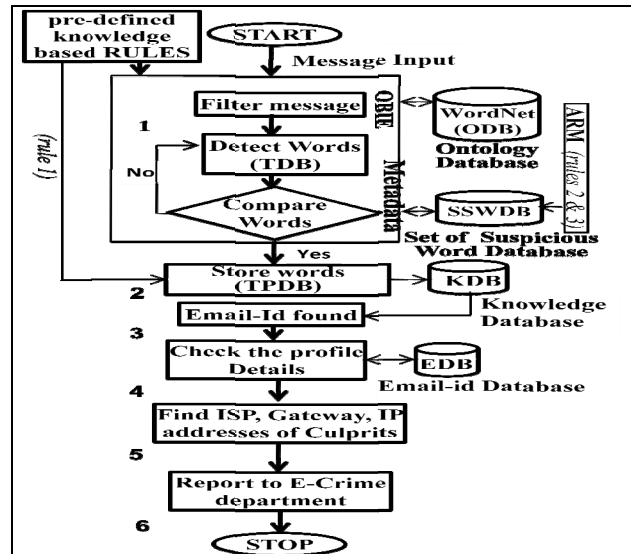 pre-defined
knowledge
based RULES
START
Message Input
Filter message
1
Detect Words
(TDB)
No
Compare
Words
OBIE
Metadata
WordNet
(ODB)
Ontology
Database
ARM (rules 2 & 3)
SSWDB
Set of Suspicious
Word Database
(rule 1)
Yes
Store words
(TPDB)
2
KDB
Knowledge
Database
Email-Id found
3
Check the profile
Details
EDB
Email-id Database
4
Find ISP, Gateway, IP
addresses of Culprits
5
Report to E-Crime
department
6
STOP